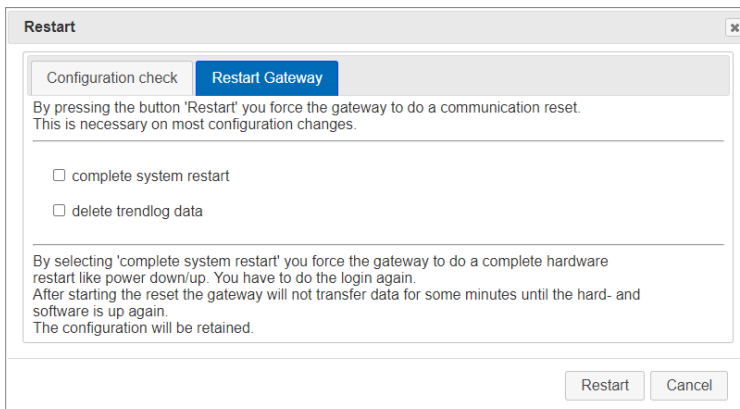 Restart
Configuration check
Restart Gateway
By pressing the button 'Restart' you force the gateway to do a communication reset.
This is necessary on most configuration changes.
complete system restart
delete trendlog data
By selecting 'complete system restart' you force the gateway to do a complete hardware
restart like power down/up. You have to do the login again.
After starting the reset the gateway will not transfer data for some minutes until the hard- and
software is up again.
The configuration will be retained.
Restart
Cancel